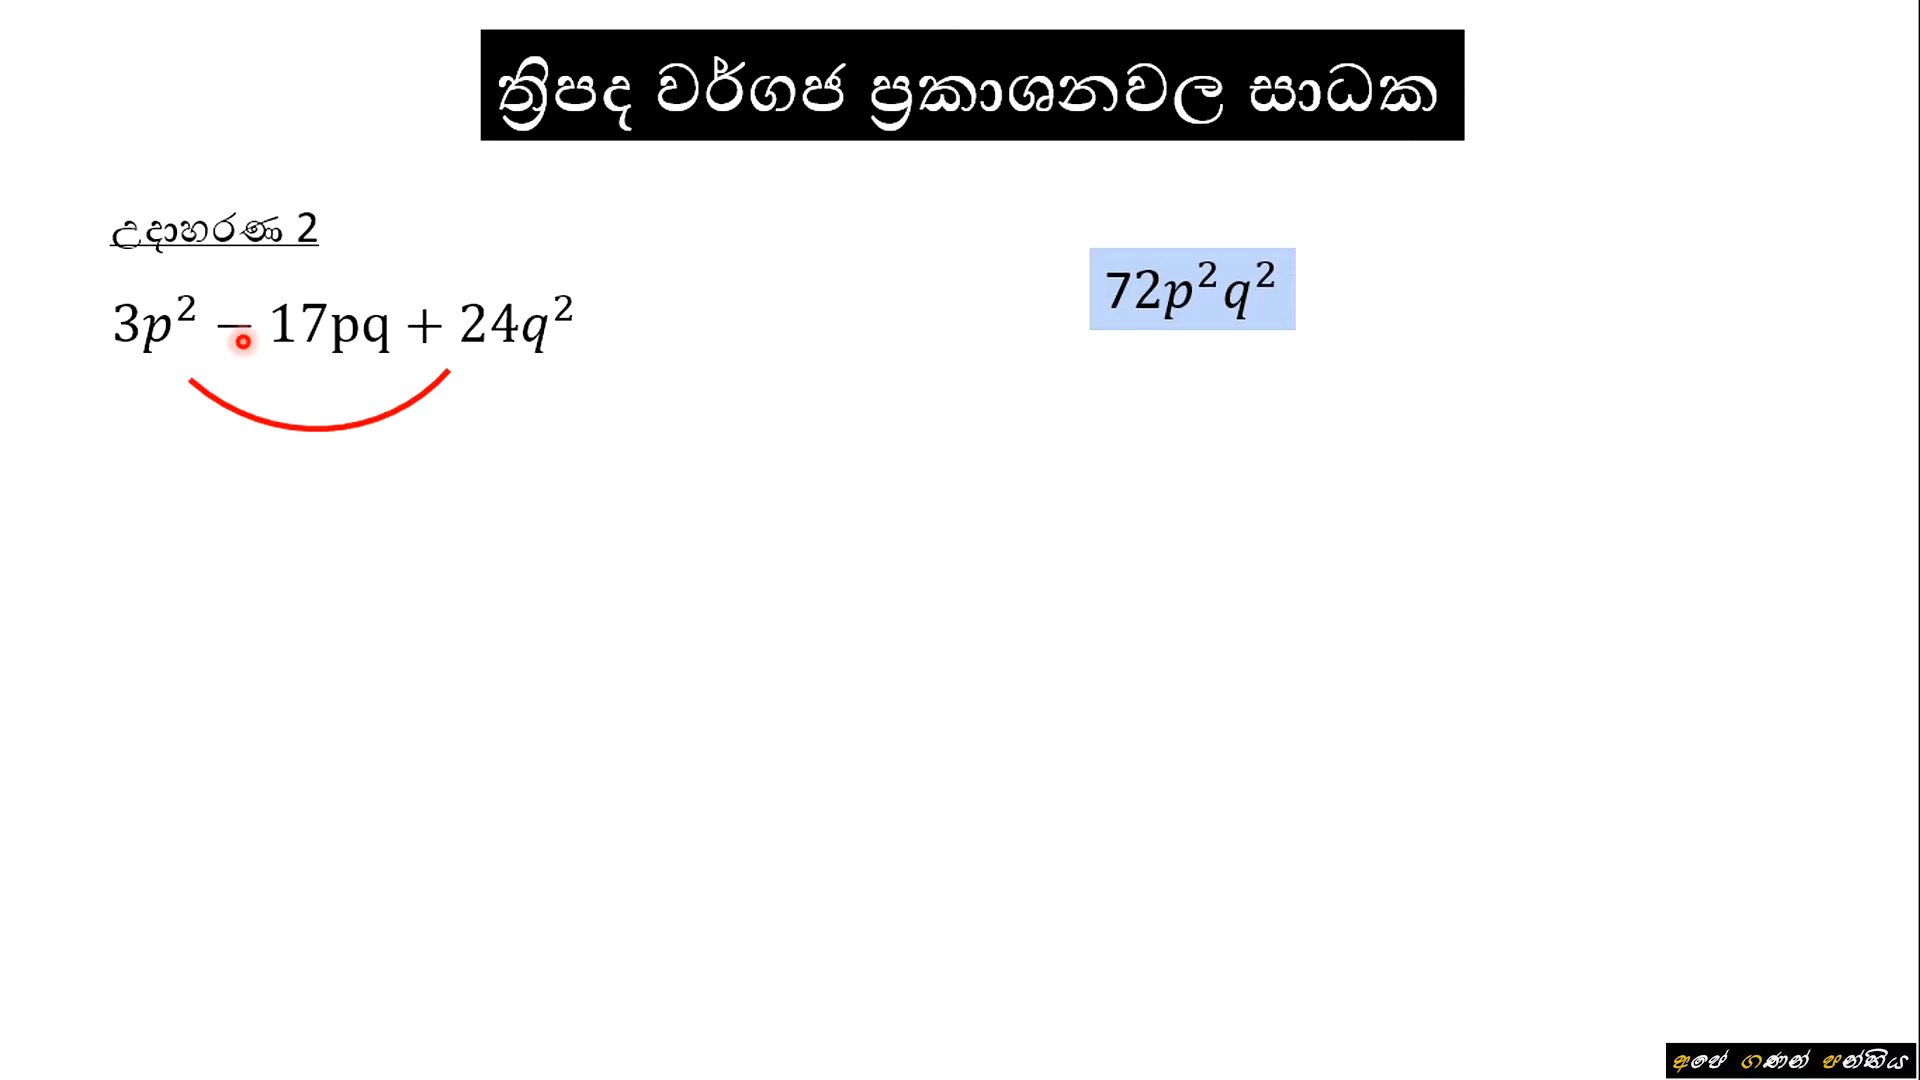 ත්‍රිපද වර්ගජ ප්‍රකාශනවල සාධක
උදාහරණ 2
3p² − 17pq + 24q²
72p²q²
අපේ ගණන් පන්තිය